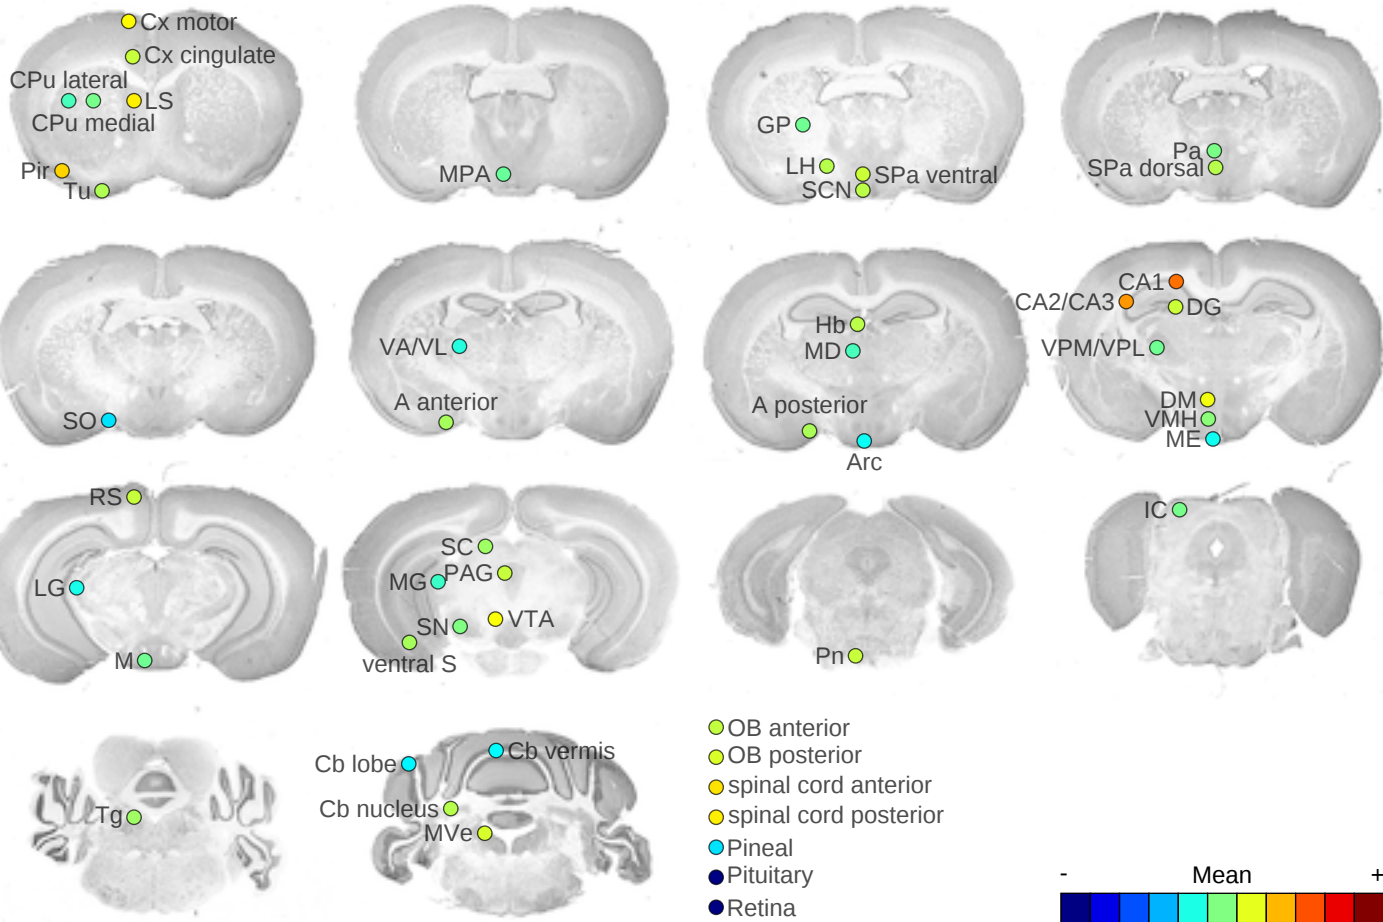 Cx motor
Cx cingulate
CPu lateral
LS
CPu medial
Pir
Tu
MPA
GP
LH
SPa ventral
SCN
Pa
SPa dorsal
SO
VA/VL
A anterior
Hb
MD
A posterior
Arc
CA1
CA2/CA3
DG
VPM/VPL
DM
VMH
ME
RS
LG
M
SC
MG
PAG
SN
VTA
ventral S
Pn
IC
Tg
Cb lobe
Cb vermis
Cb nucleus
MVe
OB anterior
OB posterior
spinal cord anterior
spinal cord posterior
Pineal
Pituitary
Retina
- Mean +